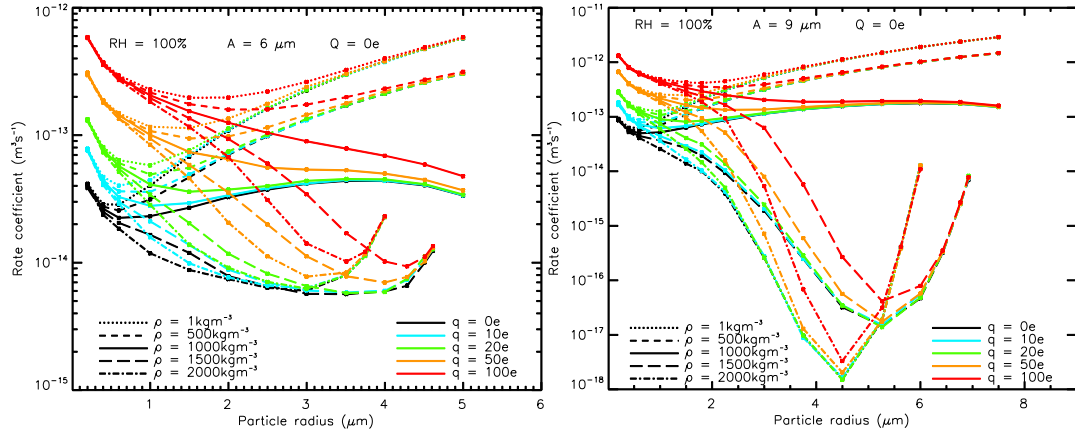 RH = 100% A = 6 μm Q = 0e
Rate coefficient (m³s⁻¹)
10⁻¹²
10⁻¹³
10⁻¹⁴
10⁻¹⁵
ρ = 1kgm⁻³ q = 0e
ρ = 500kgm⁻³ q = 10e
ρ = 1000kgm⁻³ q = 20e
ρ = 1500kgm⁻³ q = 50e
ρ = 2000kgm⁻³ q = 100e
1 2 3 4 5 6
Particle radius (μm)
RH = 100% A = 9 μm Q = 0e
Rate coefficient (m³s⁻¹)
10⁻¹¹
10⁻¹²
10⁻¹³
10⁻¹⁴
10⁻¹⁵
10⁻¹⁶
10⁻¹⁷
10⁻¹⁸
ρ = 1kgm⁻³ q = 0e
ρ = 500kgm⁻³ q = 10e
ρ = 1000kgm⁻³ q = 20e
ρ = 1500kgm⁻³ q = 50e
ρ = 2000kgm⁻³ q = 100e
2 4 6 8
Particle radius (μm)